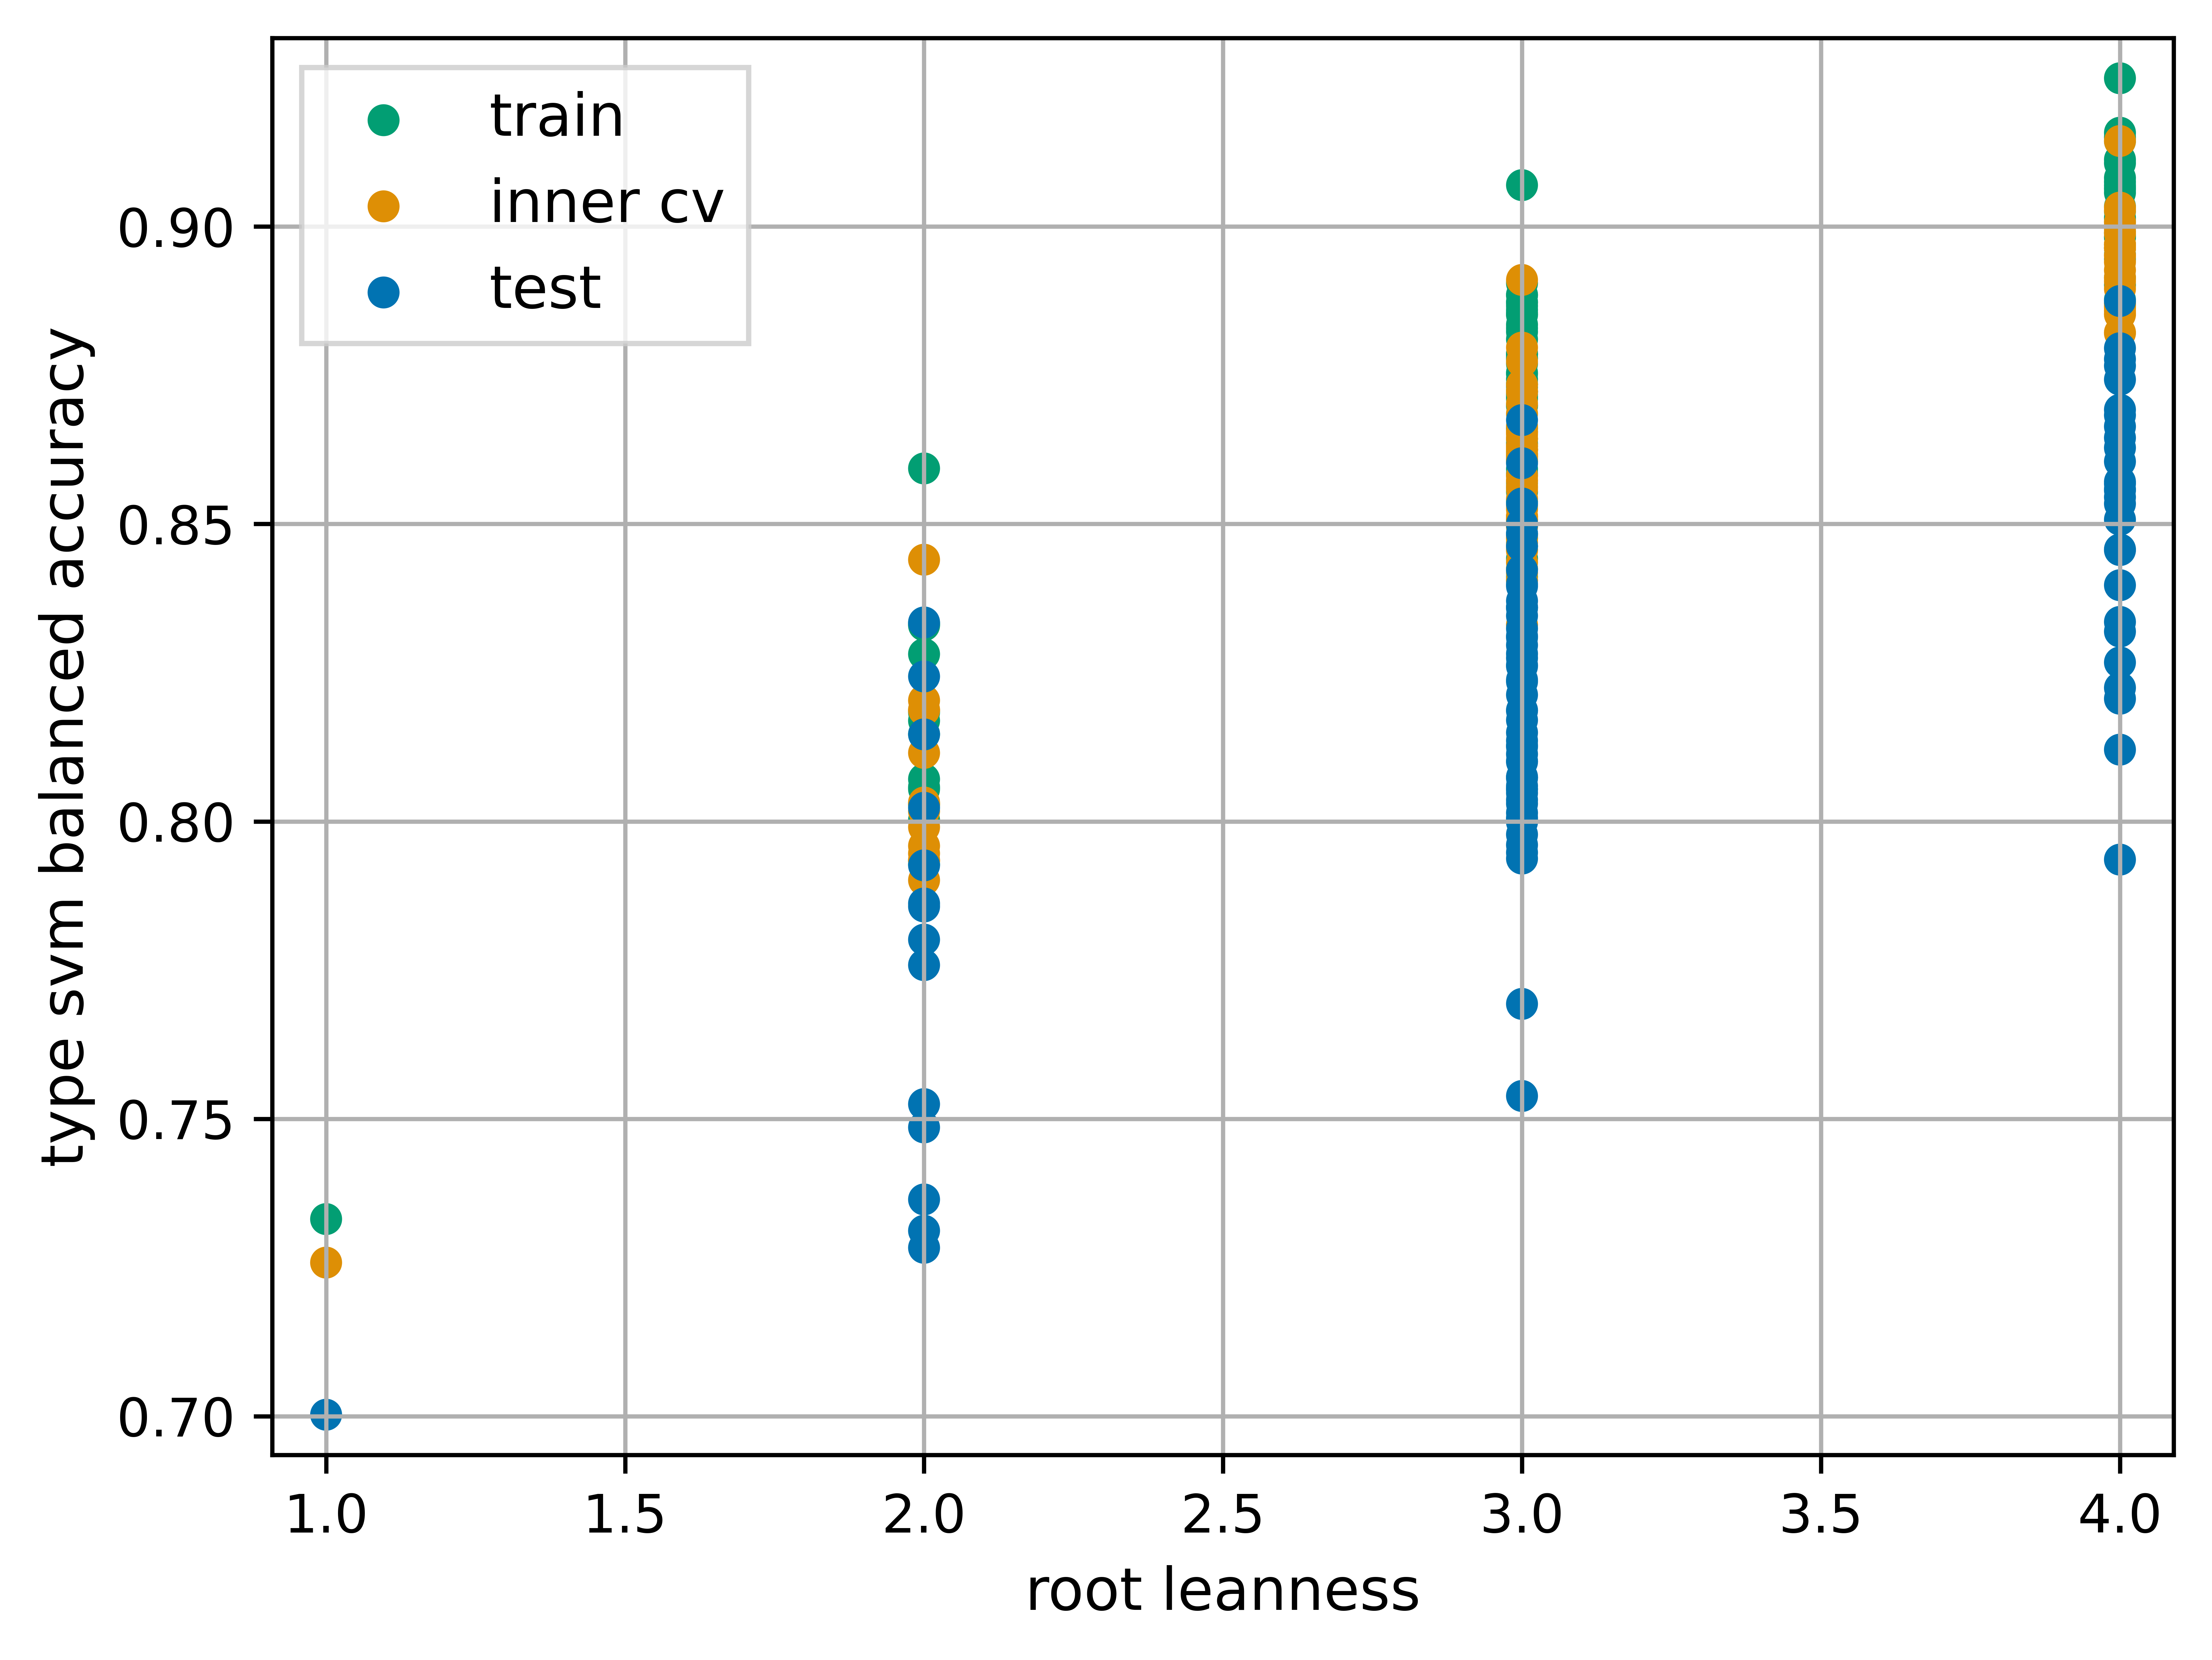 train
inner cv
test
0.90
0.85
0.80
0.75
0.70
type svm balanced accuracy
1.0 1.5 2.0 2.5 3.0 3.5 4.0
root leanness